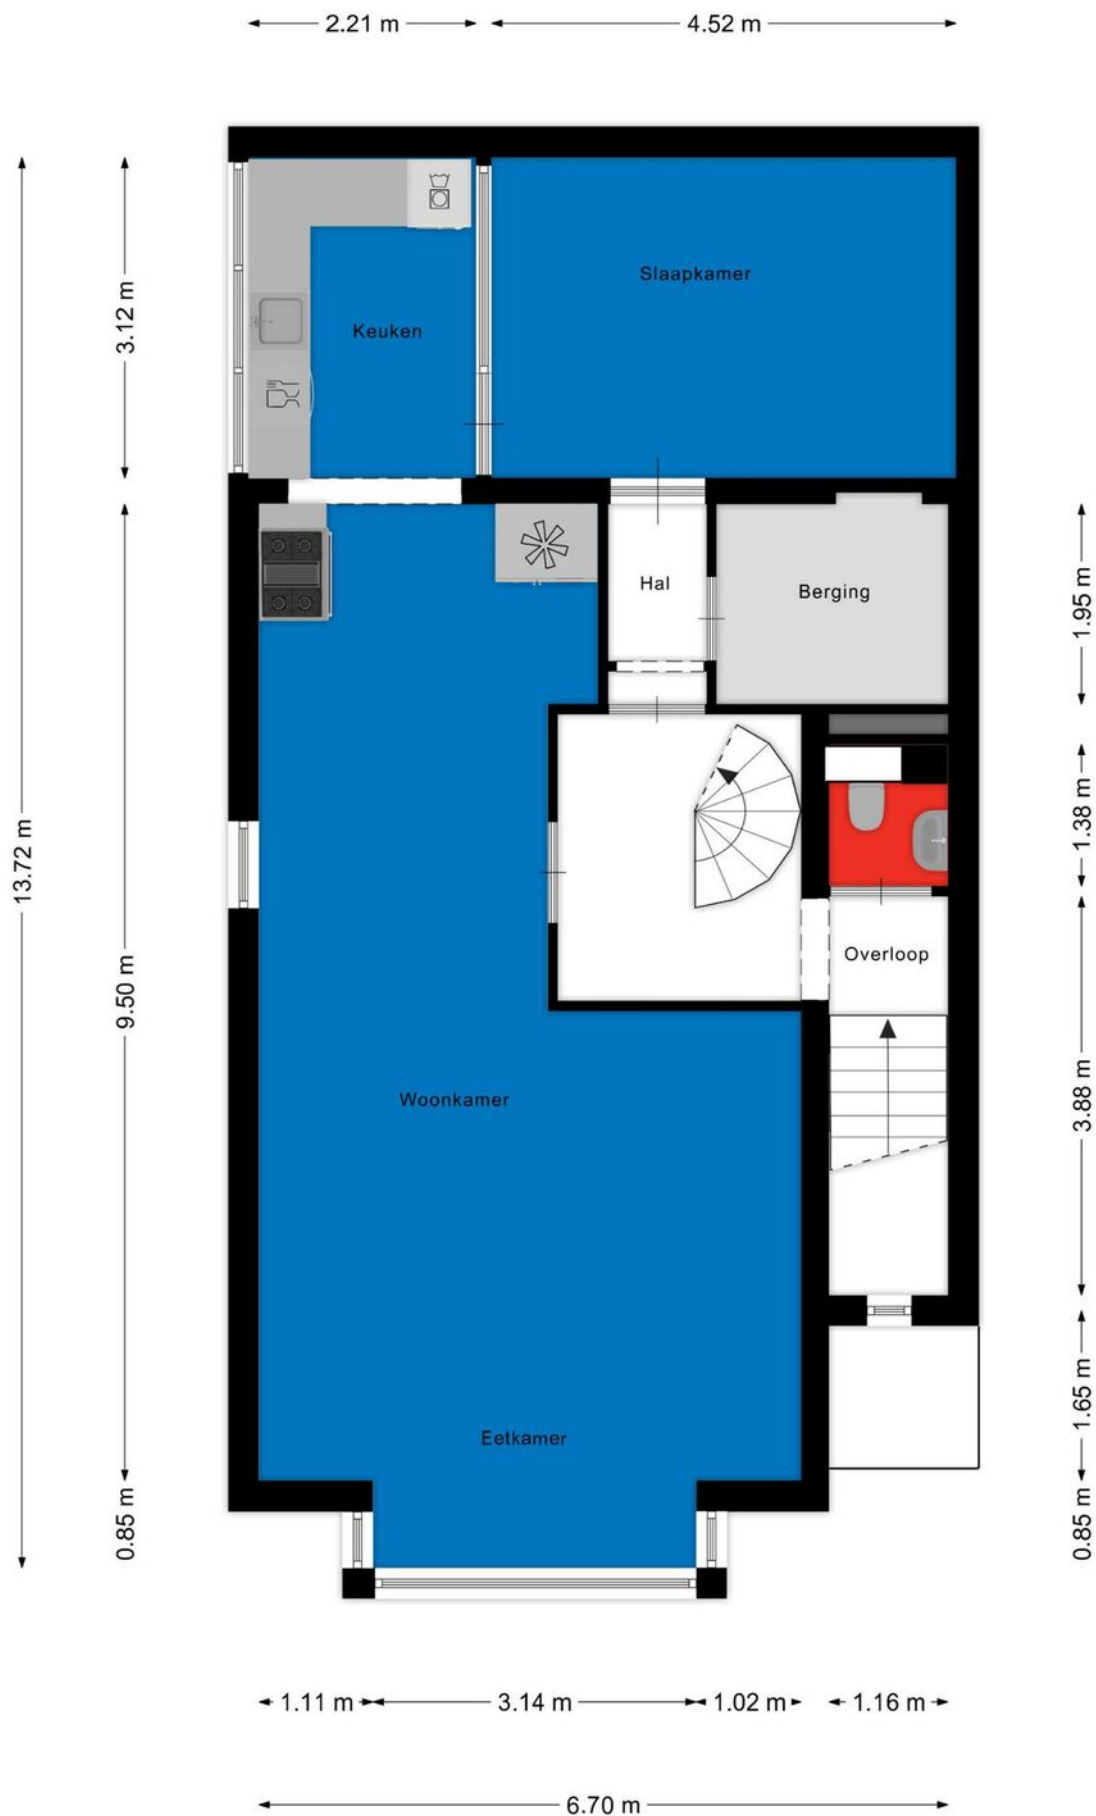 2.21 m
4.52 m
Slaapkamer
Keuken
3.12 m
Hal
Berging
1.95 m
1.38 m
13.72 m
Overloop
9.50 m
Woonkamer
3.88 m
1.65 m
Eetkamer
0.85 m
0.85 m
1.11 m
3.14 m
1.02 m
1.16 m
6.70 m